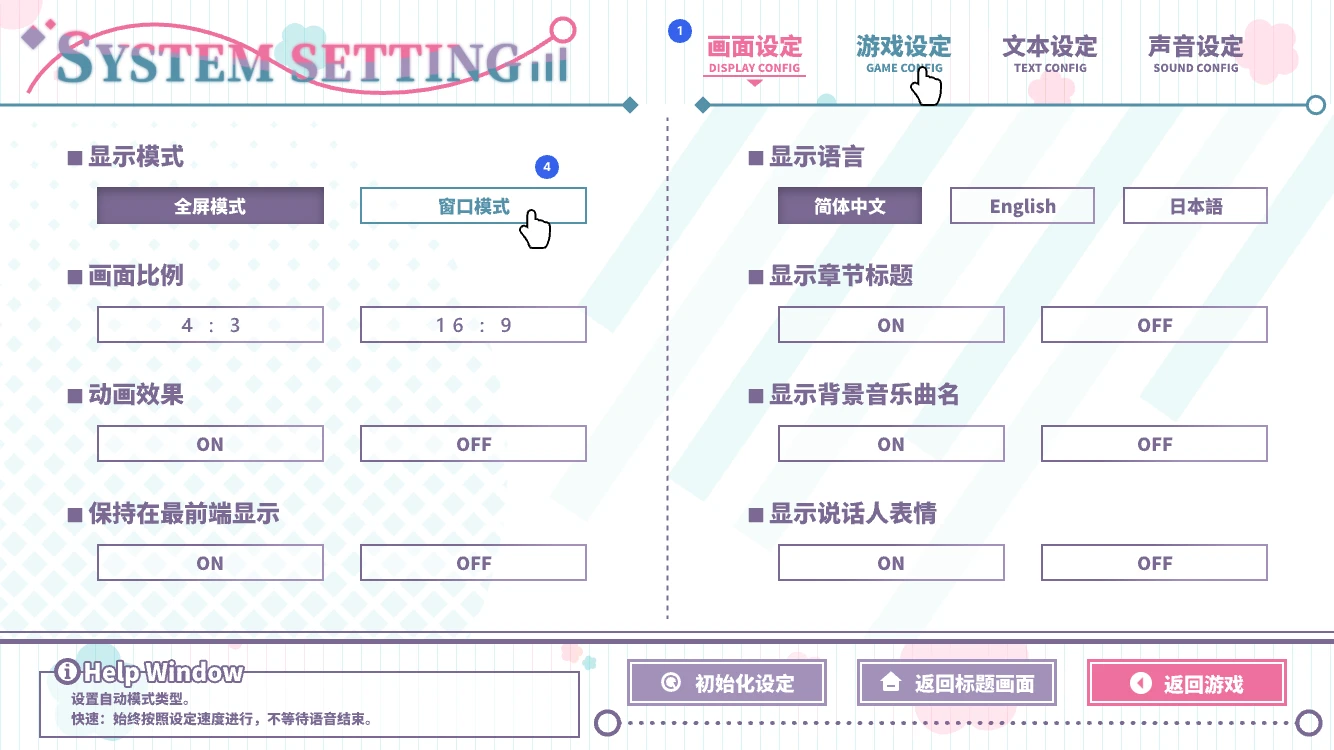 SYSTEM SETTING
1
画面设定
DISPLAY CONFIG
游戏设定
GAME CONFIG
文本设定
TEXT CONFIG
声音设定
SOUND CONFIG
显示模式
4
全屏模式
窗口模式
画面比例
4 : 3
16 : 9
动画效果
ON
OFF
保持在最前端显示
ON
OFF
显示语言
简体中文
English
日本語
显示章节标题
ON
OFF
显示背景音乐曲名
ON
OFF
显示说话人表情
ON
OFF
Help Window
设置自动模式类型。
快速：始终按照设定速度进行，不等待语音结束。
初始化设定
返回标题画面
返回游戏